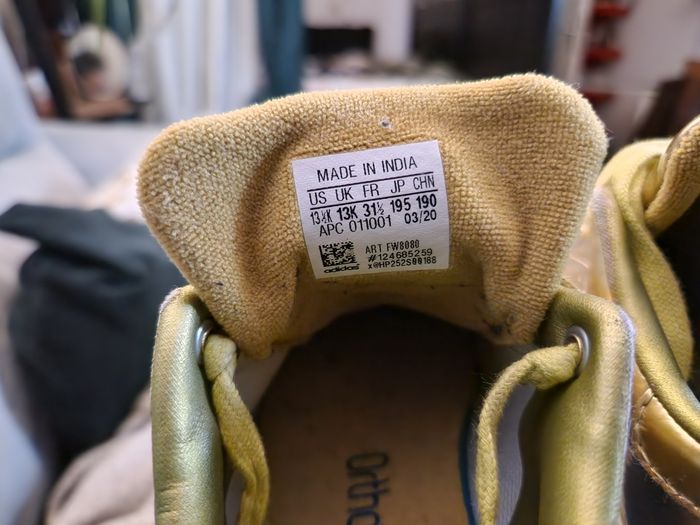 MADE IN INDIA
US UK FR JP CHN
13½K 13K 31½ 195 190
APC 011001 03/20
ART FW8080
#124685259
x@HP252S00168
adidas
Ortho